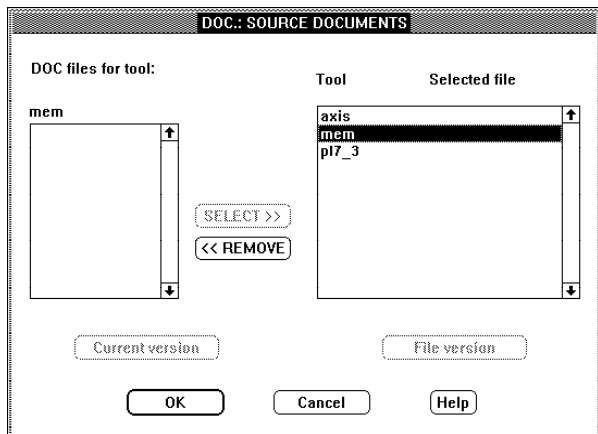 DOC.: SOURCE DOCUMENTS
DOC files for tool:
Tool Selected file
mem
axis
mem
pl7_3
SELECT >>
<< REMOVE
Current version File version
OK Cancel Help